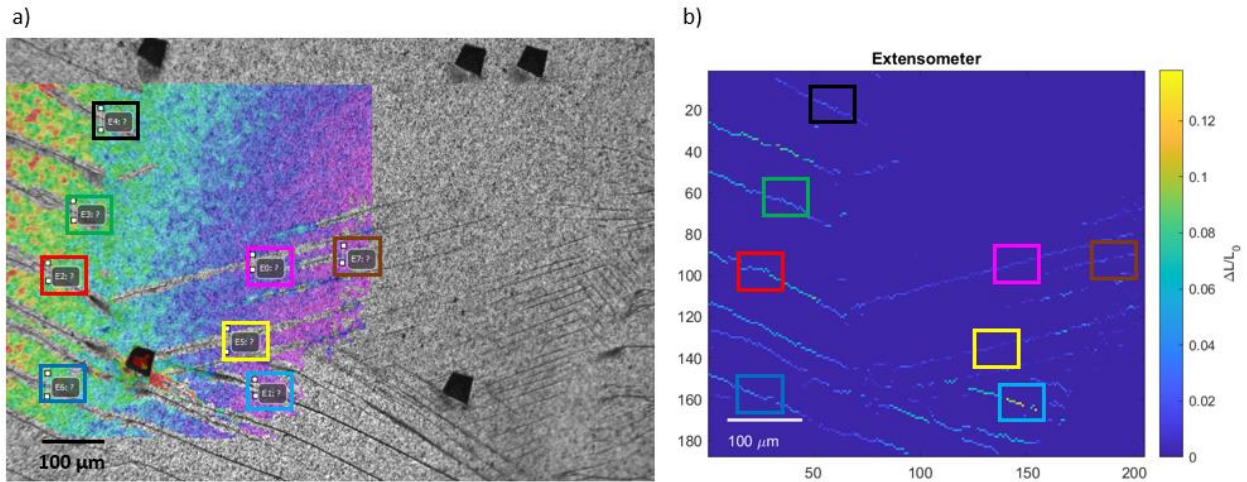 a)
E4: ?
E3: ?
E0: ?
E7: ?
E2: ?
E5: ?
E6: ?
E1: ?
100 µm
b)
Extensometer
20
40
60
80
100
120
140
160
180
50
100
150
200
100 µm
0.12
0.1
0.08
0.06
0.04
0.02
0
ΔL/L₀